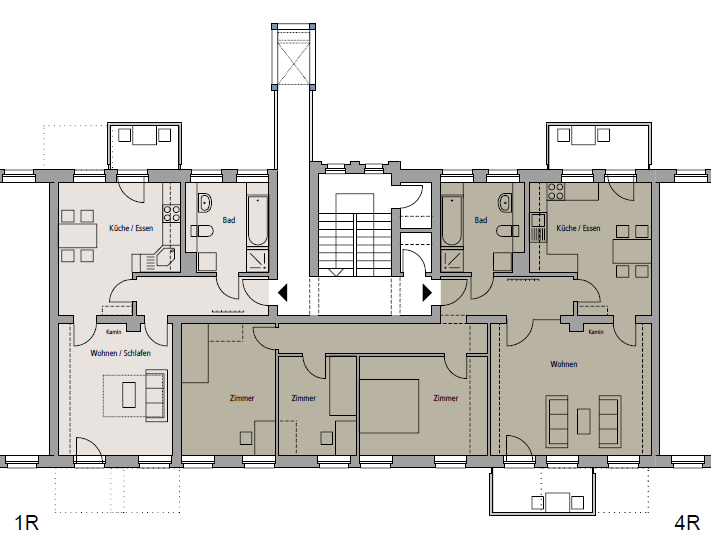 Küche / Essen
Bad
Bad
Küche / Essen
Kamin
Wohnen / Schlafen
Kamin
Wohnen
Zimmer
Zimmer
Zimmer
1R
4R